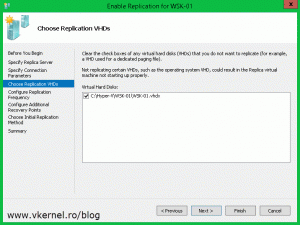 Enable Replication for WSK-01
Choose Replication VHDs
Before You Begin
Specify Replica Server
Specify Connection
Parameters
Choose Replication VHDs
Configure Replication
Frequency
Configure Additional
Recovery Points
Choose Initial Replication
Method
Summary
Clear the check boxes of any virtual hard disks (VHDs) that you do not want to replicate (for example,
a VHD used for a dedicated paging file).
Not replicating certain VHDs, such as the operating system VHD, could result in the Replica virtual
machine not starting up properly.
Virtual Hard Disks:
C:\Hyper-V\WSK-01\WSK-01.vhdx
< Previous
Next >
Finish
Cancel
www.vkernel.ro/blog